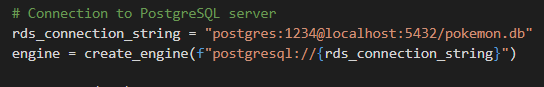 # Connection to PostgreSQL server
rds_connection_string = "postgres:1234@localhost:5432/pokemon.db"
engine = create_engine(f"postgresql://{rds_connection_string}")